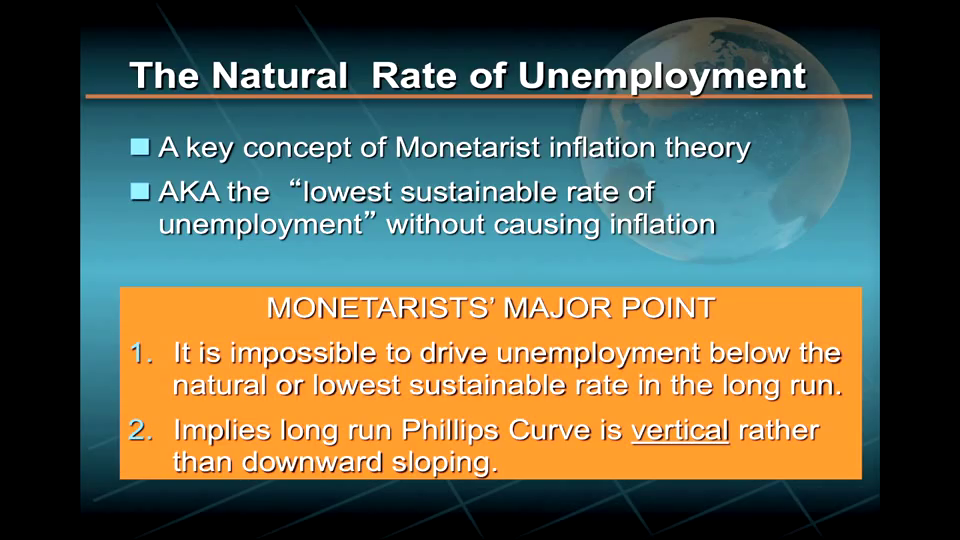 The Natural Rate of Unemployment
A key concept of Monetarist inflation theory
AKA the “lowest sustainable rate of
unemployment” without causing inflation
MONETARISTS’ MAJOR POINT
1. It is impossible to drive unemployment below the
natural or lowest sustainable rate in the long run.
2. Implies long run Phillips Curve is vertical rather
than downward sloping.